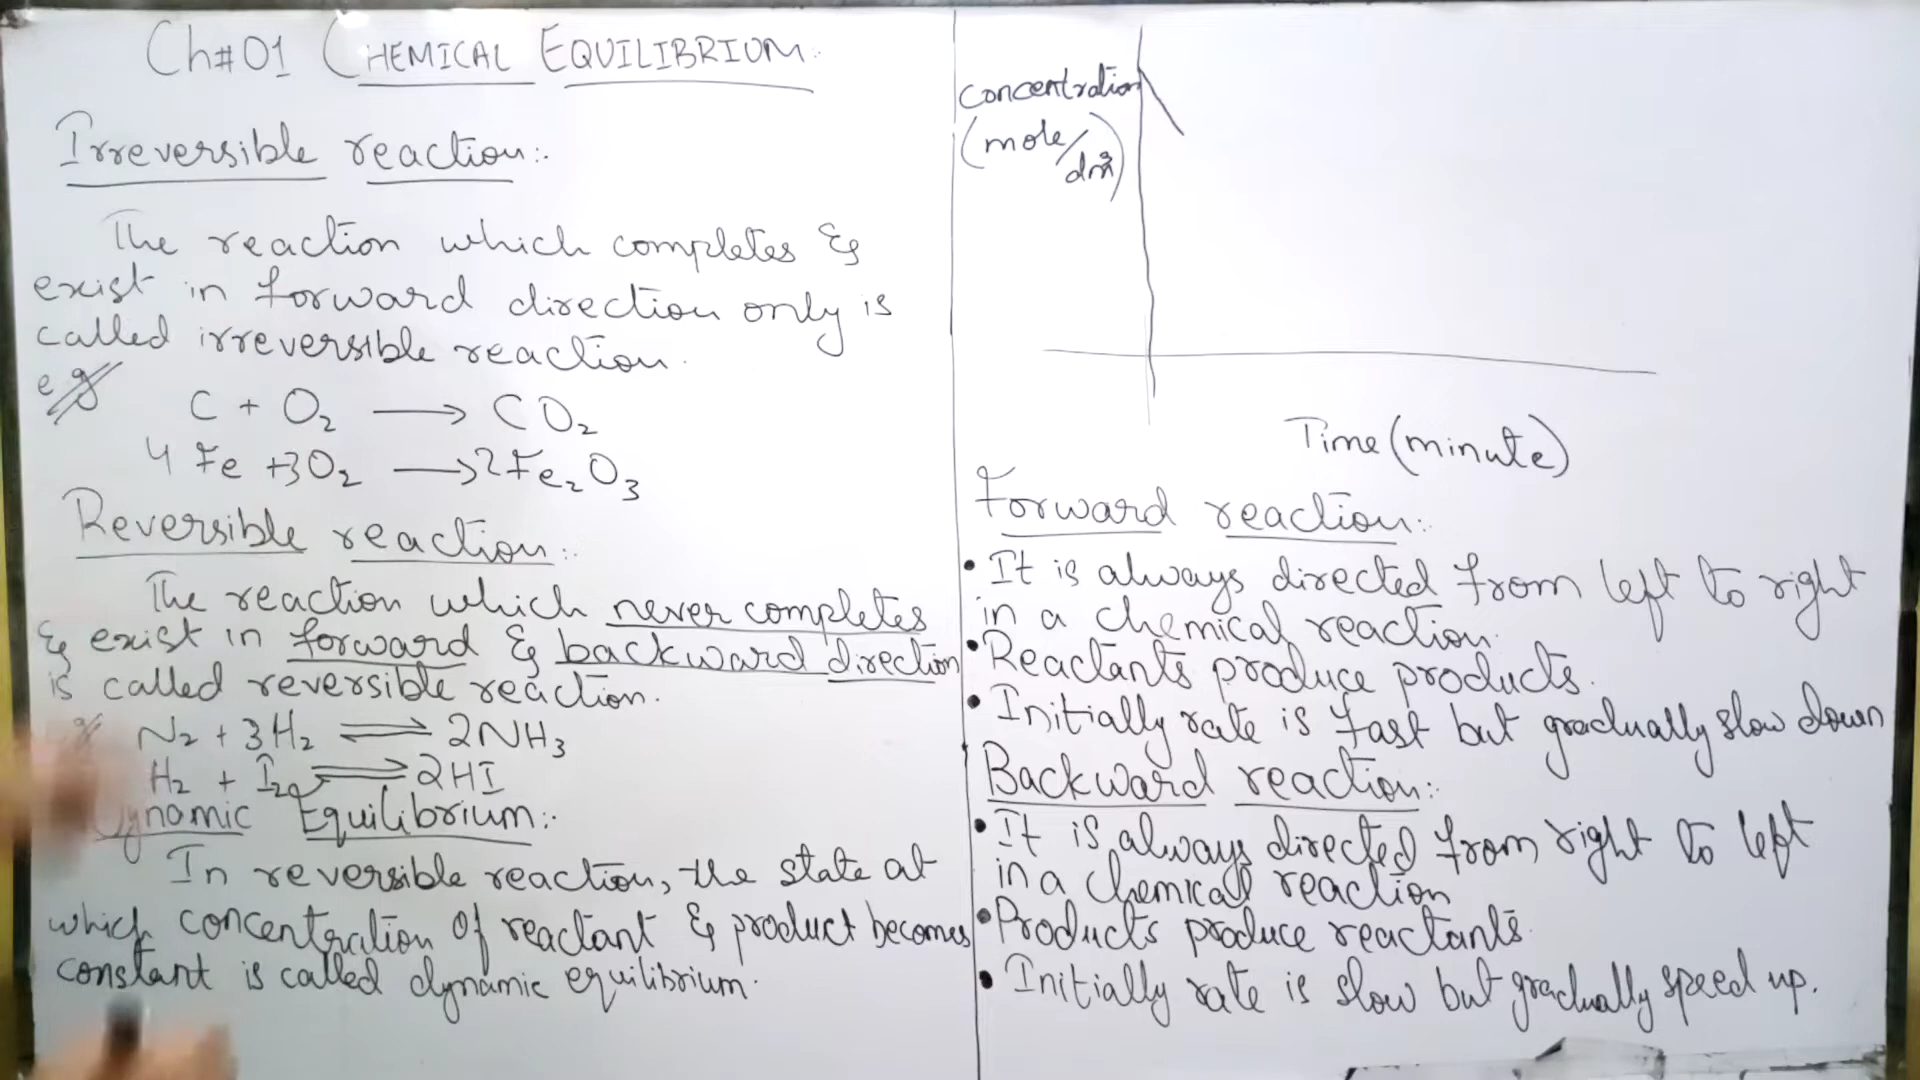 Ch#01 CHEMICAL EQUILIBRIUM:
Irreversible reaction:
The reaction which completes &
exist in forward direction only is
called irreversible reaction.
eg
C + O₂ ⟶ CO₂
4 Fe +3O₂ ⟶ 2Fe₂O₃
Reversible reaction:
The reaction which never completes
& exist in forward & backward direction
is called reversible reaction.
N₂ + 3H₂ ⇌ 2NH₃
H₂ + I₂ ⇌ 2HI
Dynamic Equilibrium:
In reversible reaction, the state at
which concentration of reactant & product becomes
constant is called dynamic equilibrium.
concentration
(mole/dm³)
Time (minute)
Forward reaction:
• It is always directed from left to right
in a chemical reaction.
• Reactants produce products.
• Initially rate is fast but gradually slow down
Backward reaction:
• It is always directed from right to left
in a chemical reaction
• Products produce reactants.
• Initially rate is slow but gradually speed up.